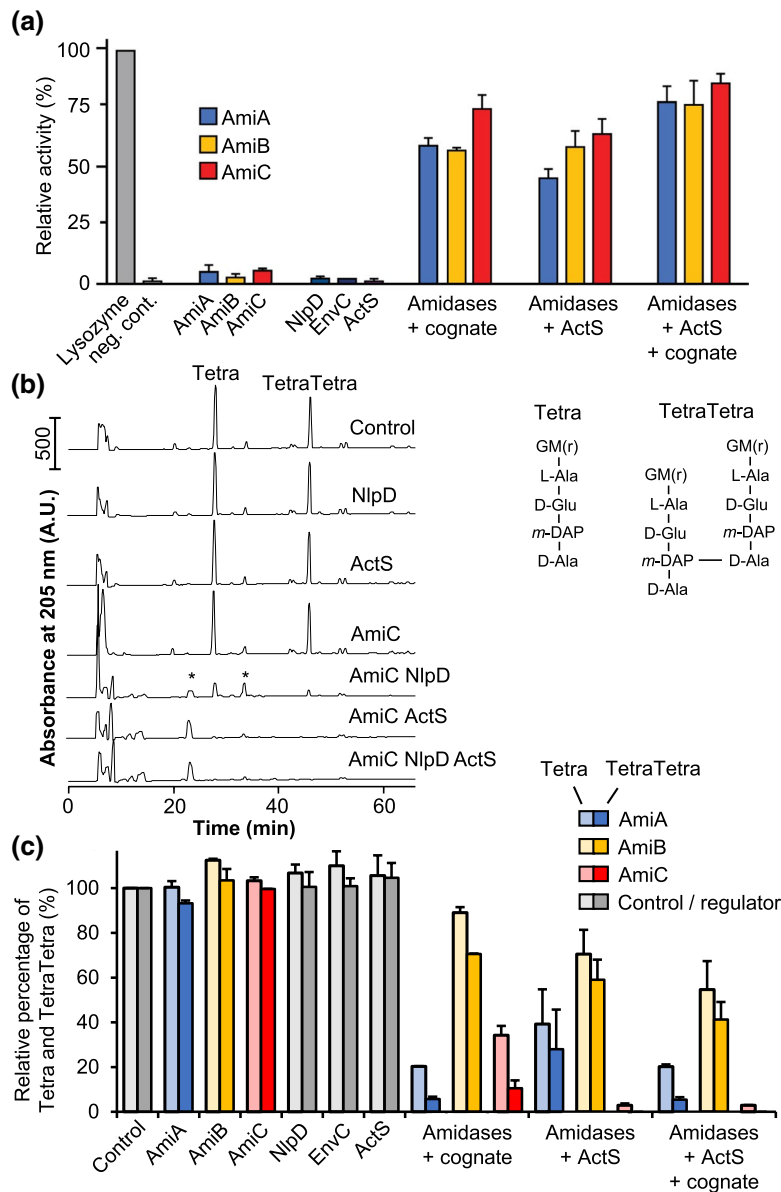 (a)
Relative activity (%)
100
75
50
25
0
AmiA
AmiB
AmiC
Lysozyme
neg. cont.
AmiA
AmiB
AmiC
NlpD
EnvC
ActS
Amidases
+ cognate
Amidases
+ ActS
Amidases
+ ActS
+ cognate
(b)
500
Absorbance at 205 nm (A.U.)
Tetra
TetraTetra
Control
NlpD
ActS
AmiC
* *
AmiC NlpD
AmiC ActS
AmiC NlpD ActS
0 20 40 60
Time (min)
Tetra
GM(r)
L-Ala
D-Glu
m-DAP
D-Ala
TetraTetra
GM(r)
L-Ala
D-Glu
m-DAP
D-Ala
GM(r)
L-Ala
D-Glu
m-DAP
D-Ala
(c)
Tetra
TetraTetra
AmiA
AmiB
AmiC
Control / regulator
Relative percentage of
Tetra and TetraTetra (%)
100
80
60
40
20
0
Control
AmiA
AmiB
AmiC
NlpD
EnvC
ActS
Amidases
+ cognate
Amidases
+ ActS
Amidases
+ ActS
+ cognate